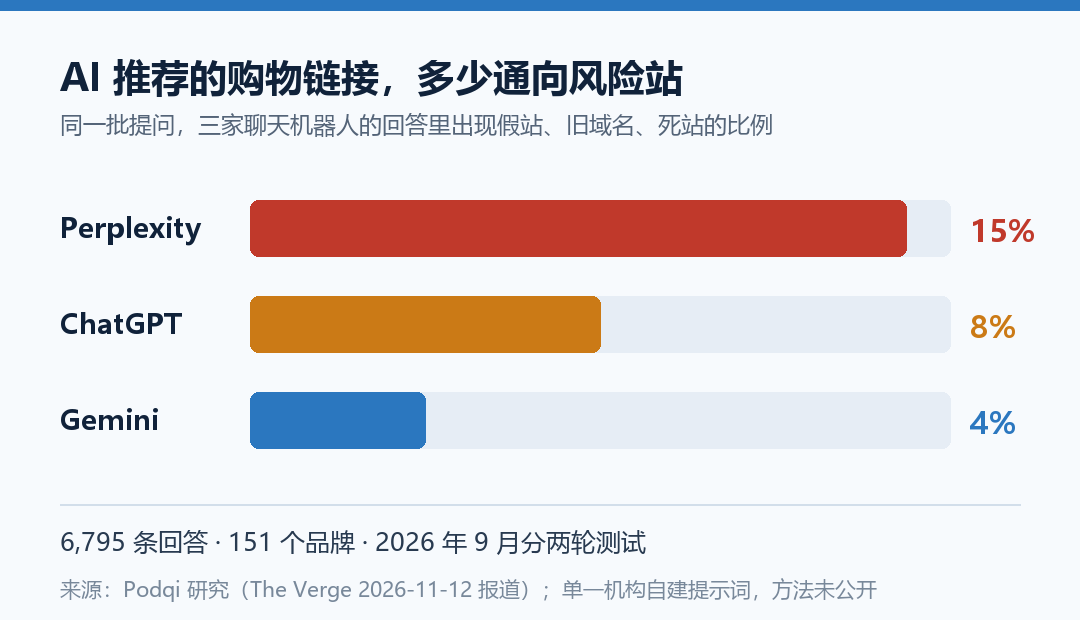 AI 推荐的购物链接，多少通向风险站
同一批提问，三家聊天机器人的回答里出现假站、旧域名、死站的比例
Perplexity 15%
ChatGPT 8%
Gemini 4%
6,795 条回答 · 151 个品牌 · 2026 年 9 月分两轮测试
来源：Podqi 研究（The Verge 2026-11-12 报道）；单一机构自建提示词，方法未公开